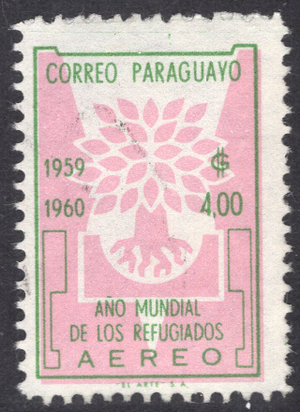 CORREO PARAGUAYO
1959 ₲
1960 4,00
AÑO MUNDIAL
DE LOS REFUGIADOS
AEREO
EL ARTE S.A.